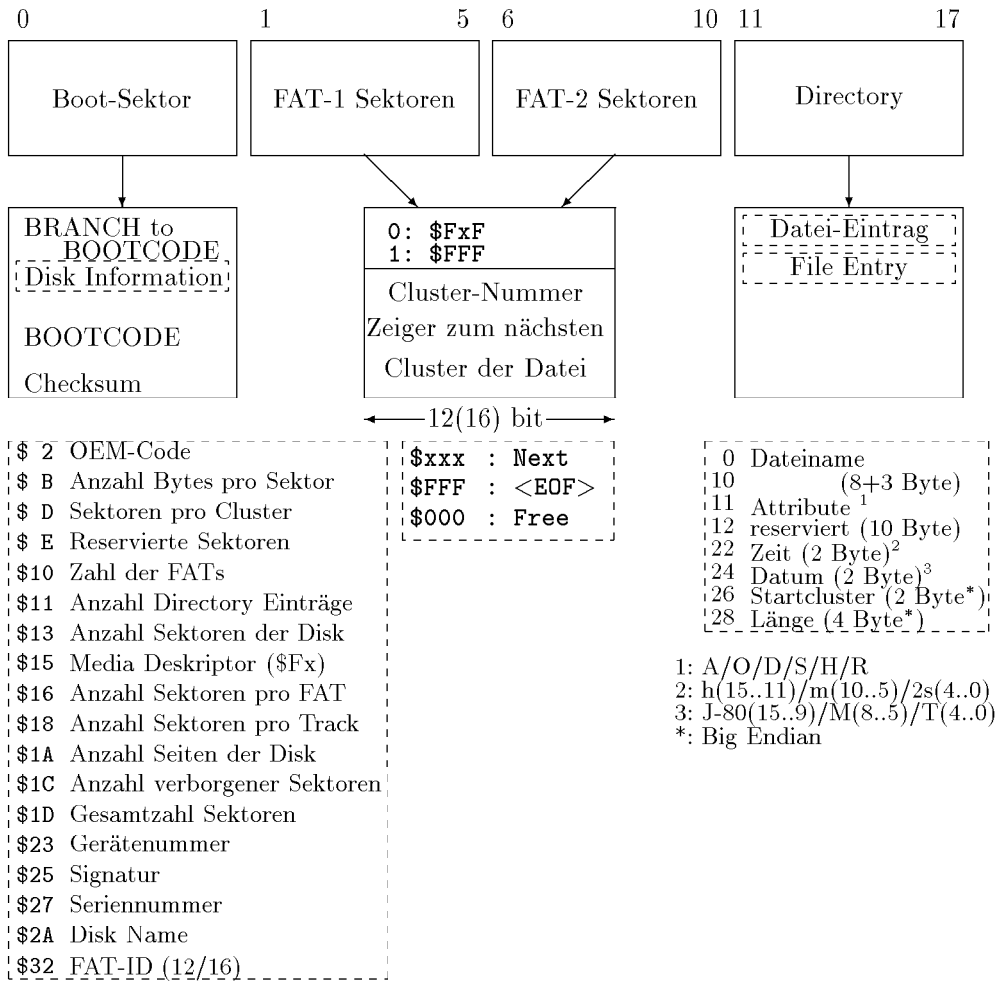 0 1 5 6 10 11 17
Boot-Sektor
FAT-1 Sektoren
FAT-2 Sektoren
Directory
BRANCH to
BOOTCODE
Disk Information
BOOTCODE
Checksum
0: $FxF
1: $FFF
Cluster-Nummer
Zeiger zum nächsten
Cluster der Datei
12(16) bit
Datei-Eintrag
File Entry
$ 2 OEM-Code
$ B Anzahl Bytes pro Sektor
$ D Sektoren pro Cluster
$ E Reservierte Sektoren
$10 Zahl der FATs
$11 Anzahl Directory Einträge
$13 Anzahl Sektoren der Disk
$15 Media Deskriptor ($Fx)
$16 Anzahl Sektoren pro FAT
$18 Anzahl Sektoren pro Track
$1A Anzahl Seiten der Disk
$1C Anzahl verborgener Sektoren
$1D Gesamtzahl Sektoren
$23 Gerätenummer
$25 Signatur
$27 Seriennummer
$2A Disk Name
$32 FAT-ID (12/16)
$xxx : Next
$FFF : <EOF>
$000 : Free
0 Dateiname
10 (8+3 Byte)
11 Attribute 1
12 reserviert (10 Byte)
22 Zeit (2 Byte)2
24 Datum (2 Byte)3
26 Startcluster (2 Byte*)
28 Länge (4 Byte*)
1: A/O/D/S/H/R
2: h(15..11)/m(10..5)/2s(4..0)
3: J-80(15..9)/M(8..5)/T(4..0)
*: Big Endian